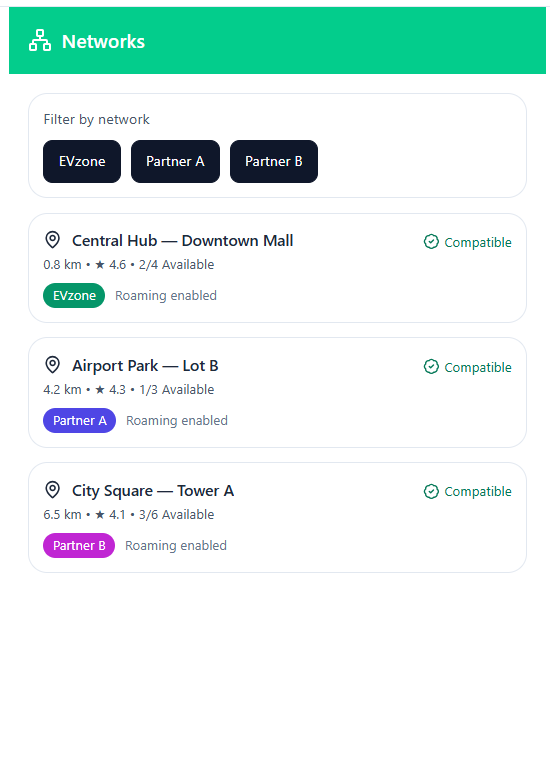 Networks
Filter by network
EVzone Partner A Partner B
Central Hub — Downtown Mall Compatible
0.8 km • ★ 4.6 • 2/4 Available
EVzone Roaming enabled
Airport Park — Lot B Compatible
4.2 km • ★ 4.3 • 1/3 Available
Partner A Roaming enabled
City Square — Tower A Compatible
6.5 km • ★ 4.1 • 3/6 Available
Partner B Roaming enabled